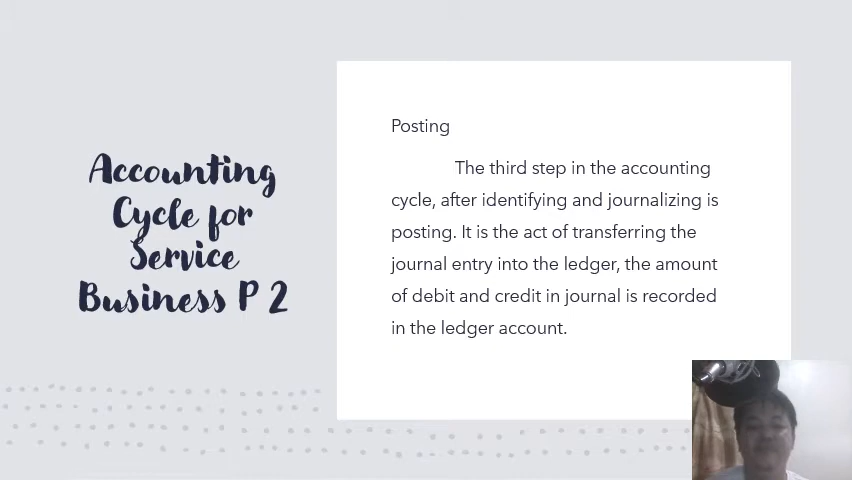 Accounting
Cycle for
Service
Business P 2
Posting
The third step in the accounting
cycle, after identifying and journalizing is
posting. It is the act of transferring the
journal entry into the ledger, the amount
of debit and credit in journal is recorded
in the ledger account.